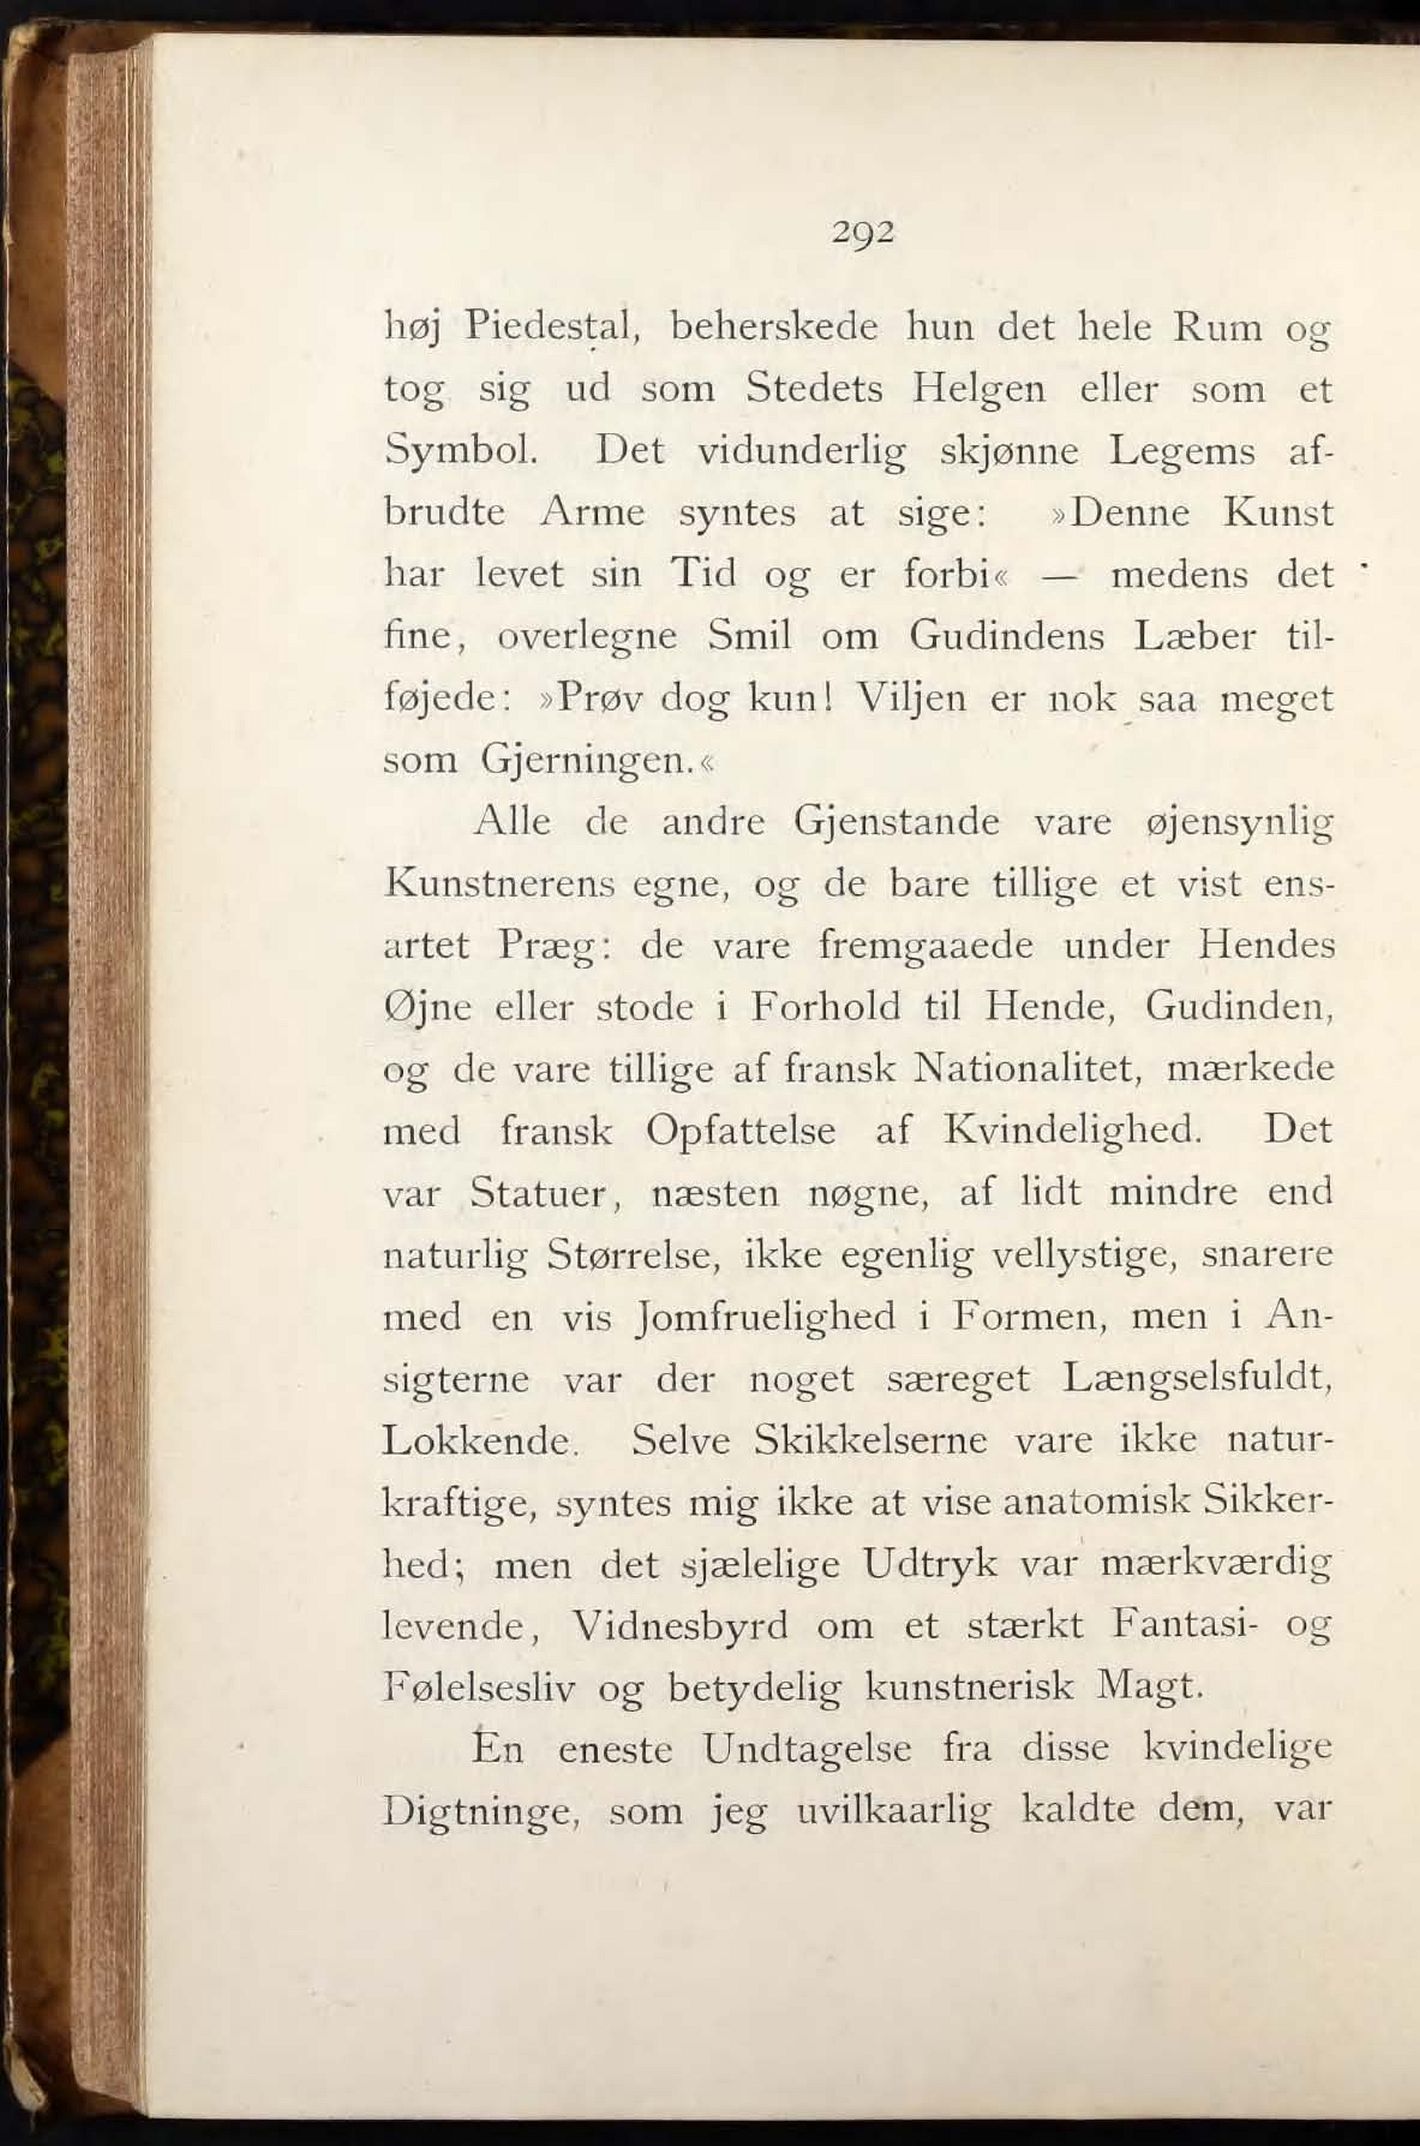 292
høj Piedestal, beherskede hun det hele Rum og
tog sig ud som Stedets Helgen eller som et
Symbol. Det vidunderlig skjønne Legems af-
brudte Arme syntes at sige: »Denne Kunst
har levet sin Tid og er forbi« — medens det
fine, overlegne Smil om Gudindens Læber til-
føjede: »Prøv dog kun! Viljen er nok saa meget
som Gjerningen.«
Alle de andre Gjenstande vare øjensynlig
Kunstnerens egne, og de bare tillige et vist ens-
artet Præg: de vare fremgaaede under Hendes
Øjne eller stode i Forhold til Hende, Gudinden,
og de vare tillige af fransk Nationalitet, mærkede
med fransk Opfattelse af Kvindelighed. Det
var Statuer, næsten nøgne, af lidt mindre end
naturlig Størrelse, ikke egenlig vellystige, snarere
med en vis Jomfruelighed i Formen, men i An-
sigterne var der noget særeget Længselsfuldt,
Lokkende. Selve Skikkelserne vare ikke natur-
kraftige, syntes mig ikke at vise anatomisk Sikker-
hed; men det sjælelige Udtryk var mærkværdig
levende, Vidnesbyrd om et stærkt Fantasi- og
Følelsesliv og betydelig kunstnerisk Magt.
En eneste Undtagelse fra disse kvindelige
Digtninge, som jeg uvilkaarlig kaldte dem, var